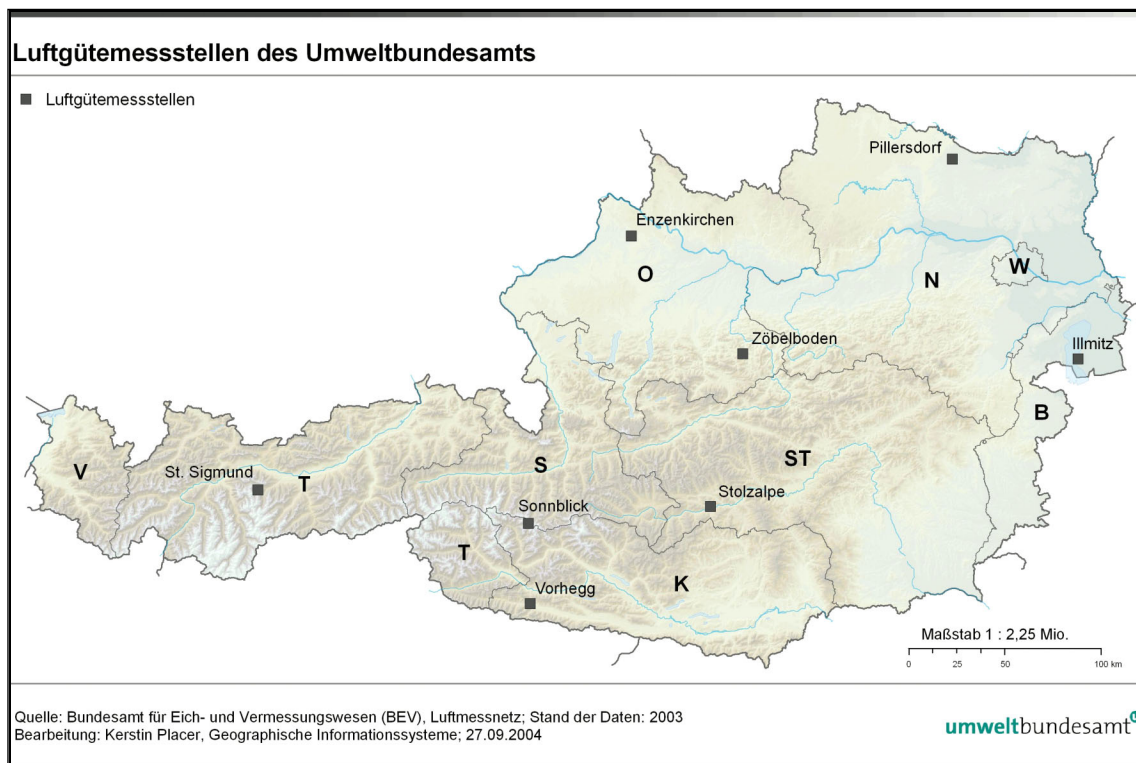 Luftgütemessstellen des Umweltbundesamts
Luftgütemessstellen
Pillersdorf
Enzenkirchen
W
O
N
Zöbelboden
Illmitz
B
V
St. Sigmund
T
S
ST
Stolzalpe
Sonnblick
T
K
Vorhegg
Maßstab 1 : 2,25 Mio.
0 25 50 100 km
Quelle: Bundesamt für Eich- und Vermessungswesen (BEV), Luftmessnetz; Stand der Daten: 2003
Bearbeitung: Kerstin Placer, Geographische Informationssysteme; 27.09.2004
umweltbundesamt